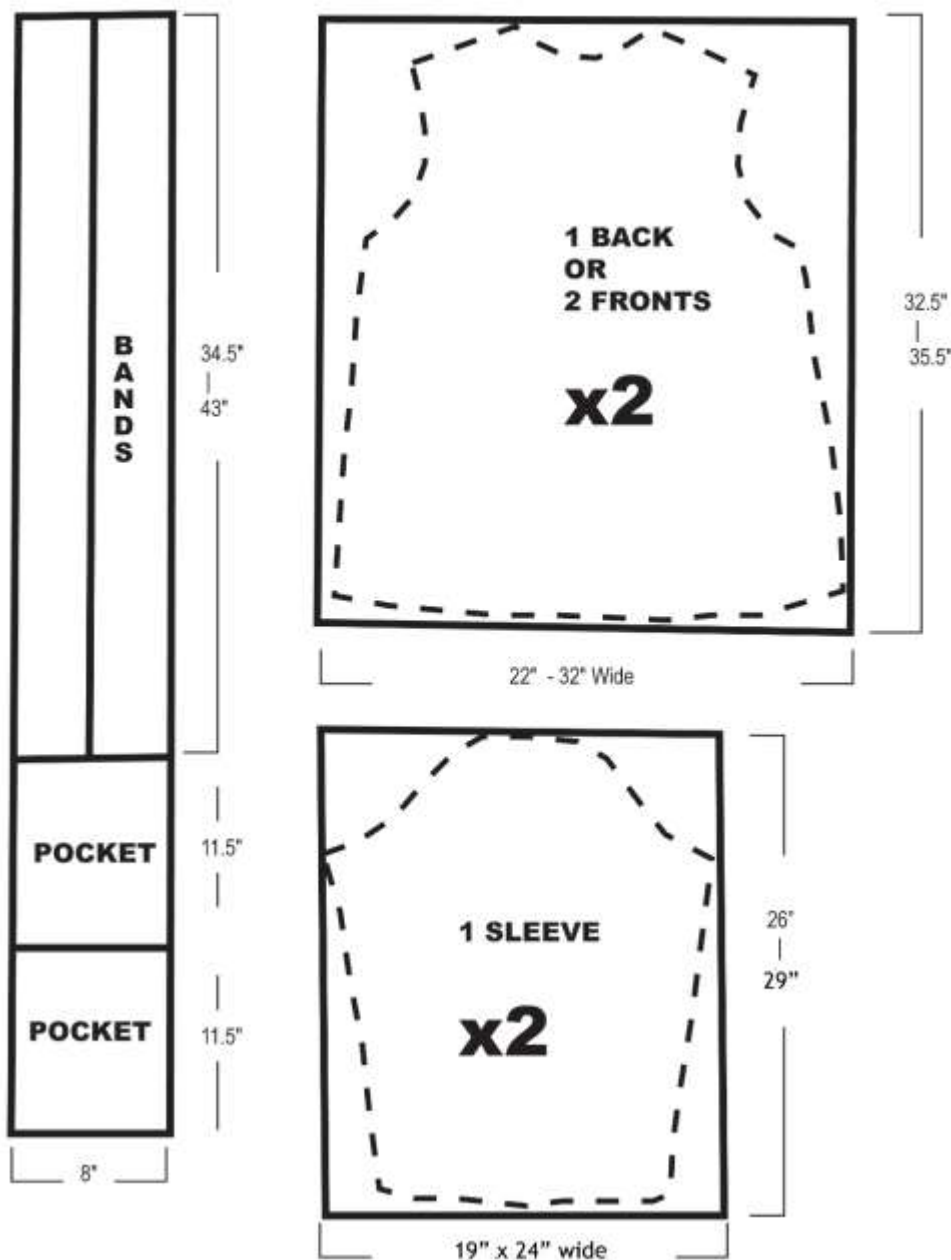 B
A
N
D
S
34.5"
|
43"
POCKET
11.5"
POCKET
11.5"
8"
1 BACK
OR
2 FRONTS
x2
32.5"
|
35.5"
22" - 32" Wide
1 SLEEVE
x2
26"
|
29"
19" x 24" wide